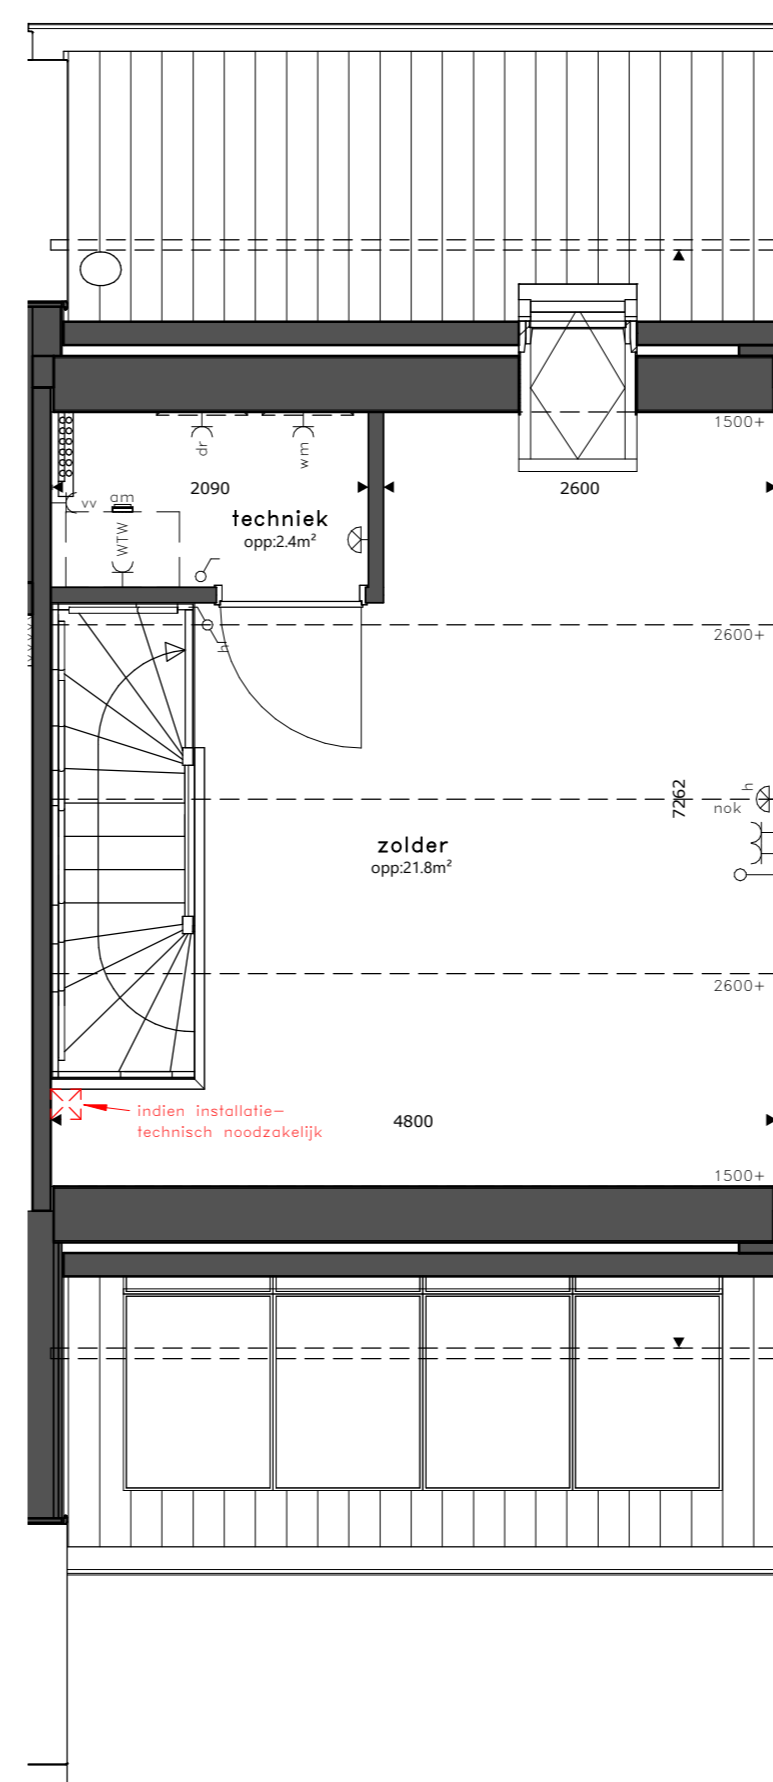 1500+
dr
wm
2090
2600
vv
am
techniek
opp:2.4m²
WTW
h
2600+
7262
h
nok
zolder
opp:21.8m²
2600+
indien installatie-
technisch noodzakelijk
4800
1500+